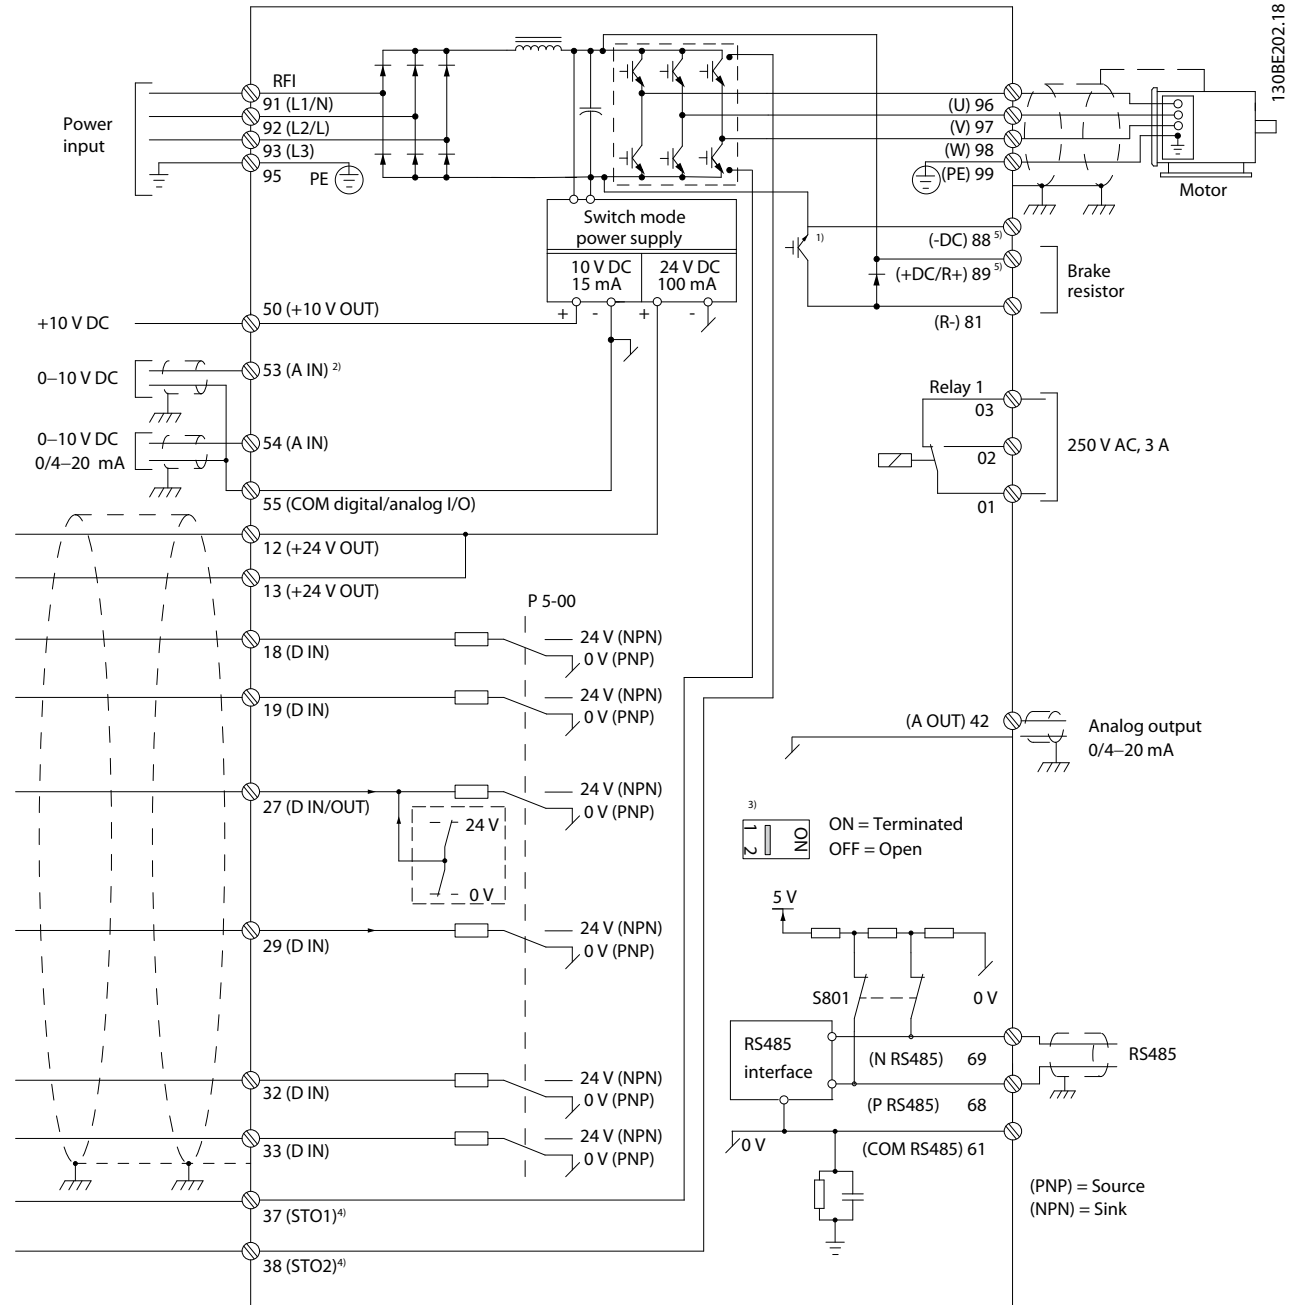 130BE202.18
RFI
Power
input
91 (L1/N)
92 (L2/L)
93 (L3)
95
PE
(U) 96
(V) 97
(W) 98
(PE) 99
Motor
Switch mode
power supply
10 V DC
15 mA
24 V DC
100 mA
+
-
+
-
1)
(-DC) 88 5)
(+DC/R+) 89 5)
(R-) 81
Brake
resistor
+10 V DC
50 (+10 V OUT)
0–10 V DC
53 (A IN) 2)
0–10 V DC
0/4–20 mA
54 (A IN)
55 (COM digital/analog I/O)
Relay 1
03
02
01
250 V AC, 3 A
12 (+24 V OUT)
13 (+24 V OUT)
P 5-00
18 (D IN)
24 V (NPN)
0 V (PNP)
19 (D IN)
24 V (NPN)
0 V (PNP)
27 (D IN/OUT)
24 V (NPN)
0 V (PNP)
24 V
0 V
29 (D IN)
24 V (NPN)
0 V (PNP)
32 (D IN)
24 V (NPN)
0 V (PNP)
33 (D IN)
24 V (NPN)
0 V (PNP)
37 (STO1)4)
38 (STO2)4)
(A OUT) 42
Analog output
0/4–20 mA
3)
1 2
ON
ON = Terminated
OFF = Open
5 V
S801
0 V
RS485
interface
(N RS485) 69
(P RS485) 68
RS485
0 V
(COM RS485) 61
(PNP) = Source
(NPN) = Sink